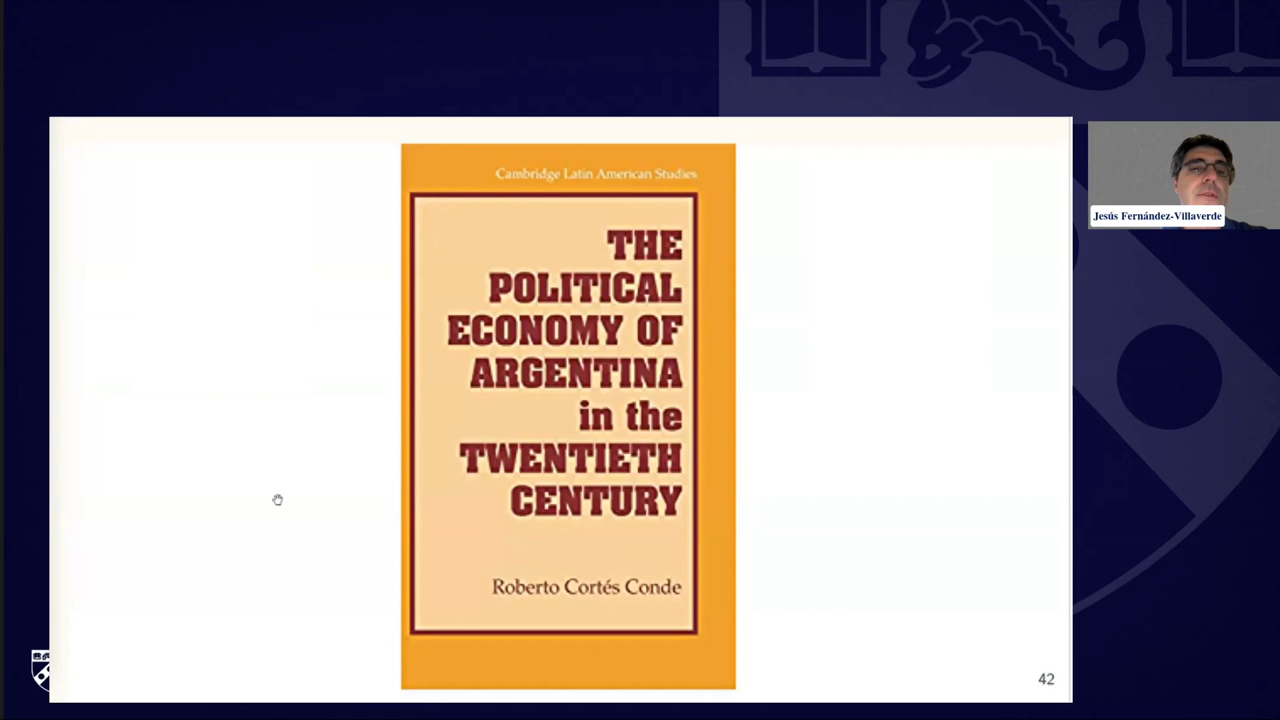 Cambridge Latin American Studies
THE
POLITICAL
ECONOMY OF
ARGENTINA
in the
TWENTIETH
CENTURY
Roberto Cortés Conde
42
Jesús Fernández-Villaverde